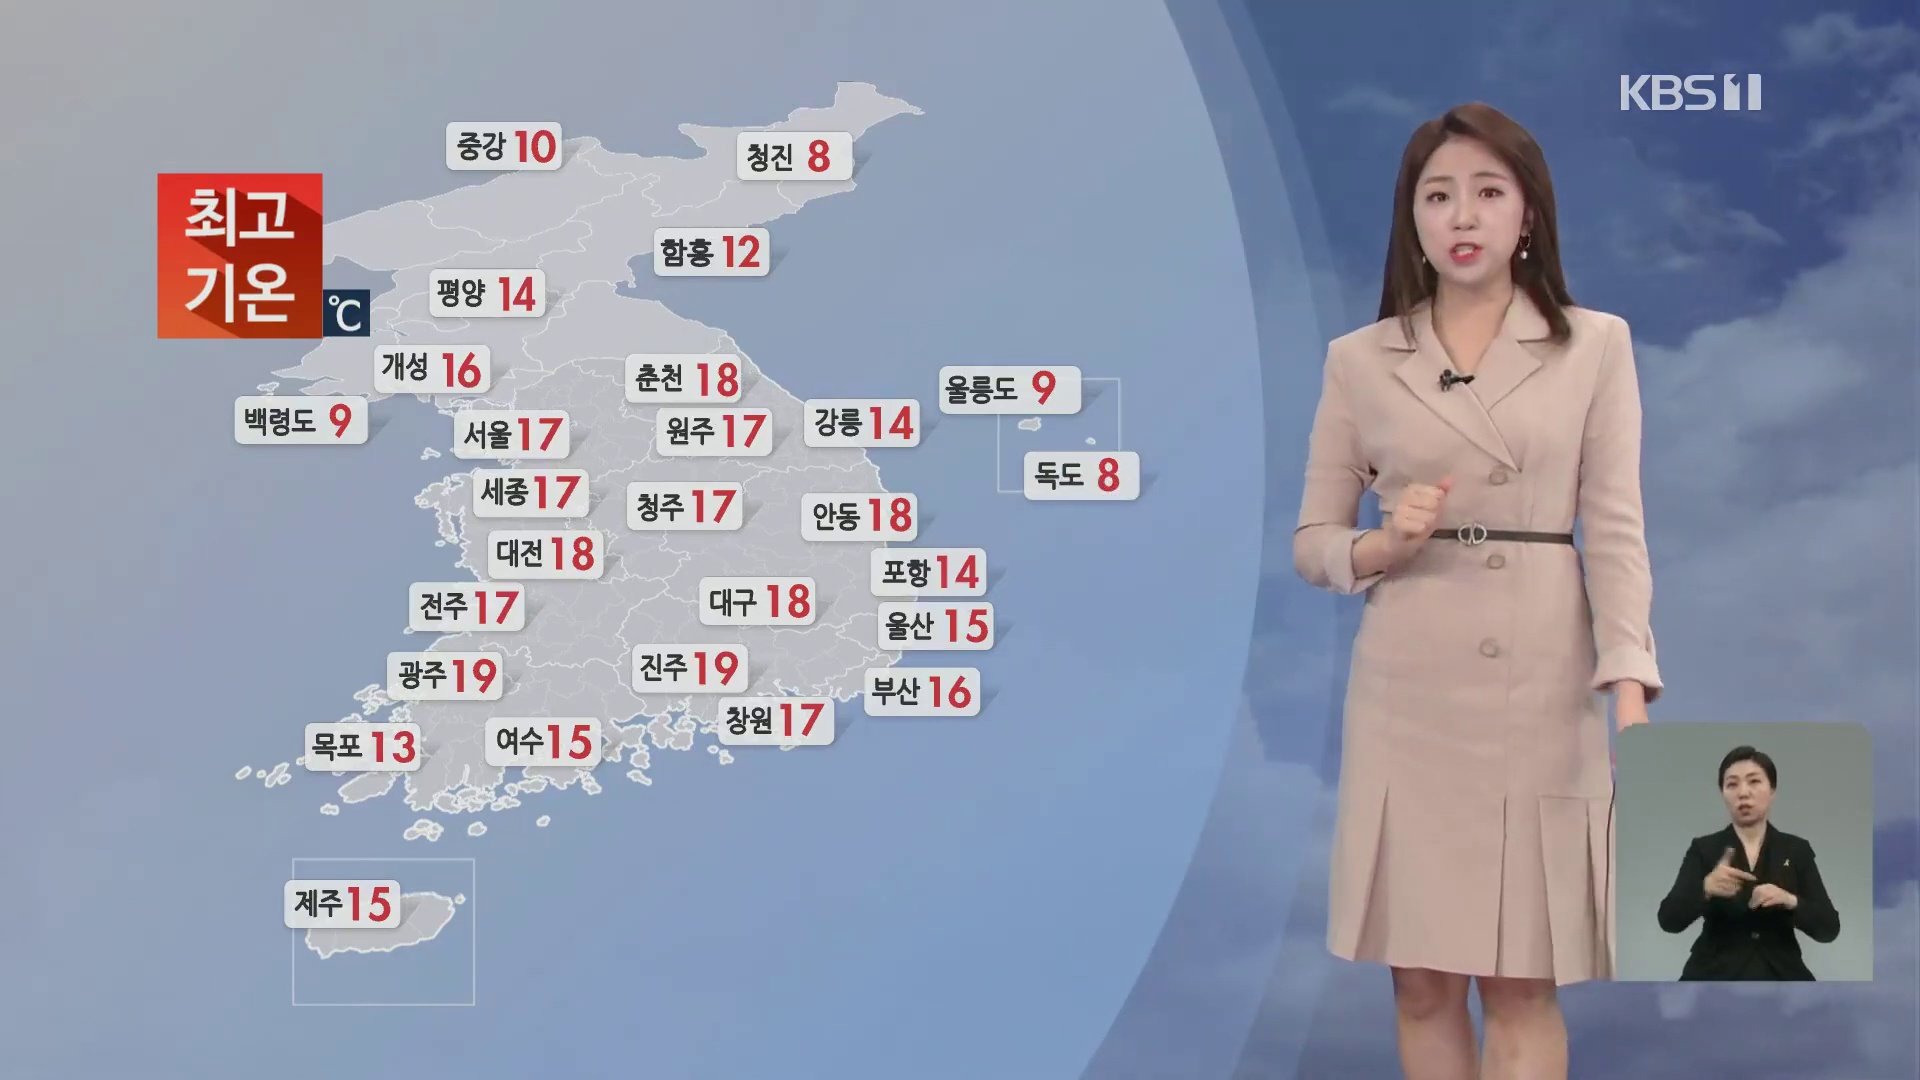 KBS 1
중강 10
청진 8
최고
기온
℃
함흥 12
평양 14
개성 16
춘천 18
울릉도 9
백령도 9
서울 17
원주 17
강릉 14
독도 8
세종 17
청주 17
안동 18
대전 18
포항 14
전주 17
대구 18
울산 15
광주 19
진주 19
부산 16
창원 17
목포 13
여수 15
제주 15